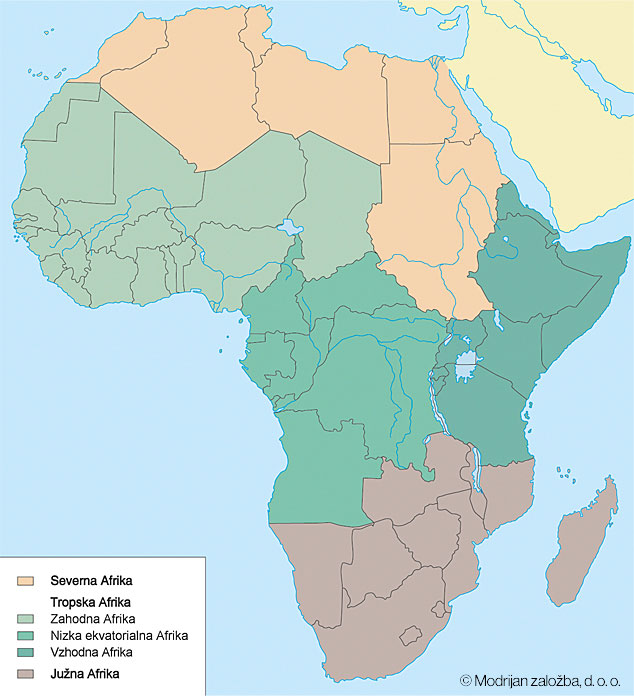 Severna Afrika
Tropska Afrika
Zahodna Afrika
Nizka ekvatorialna Afrika
Vzhodna Afrika
Južna Afrika
© Modrijan založba, d. o. o.